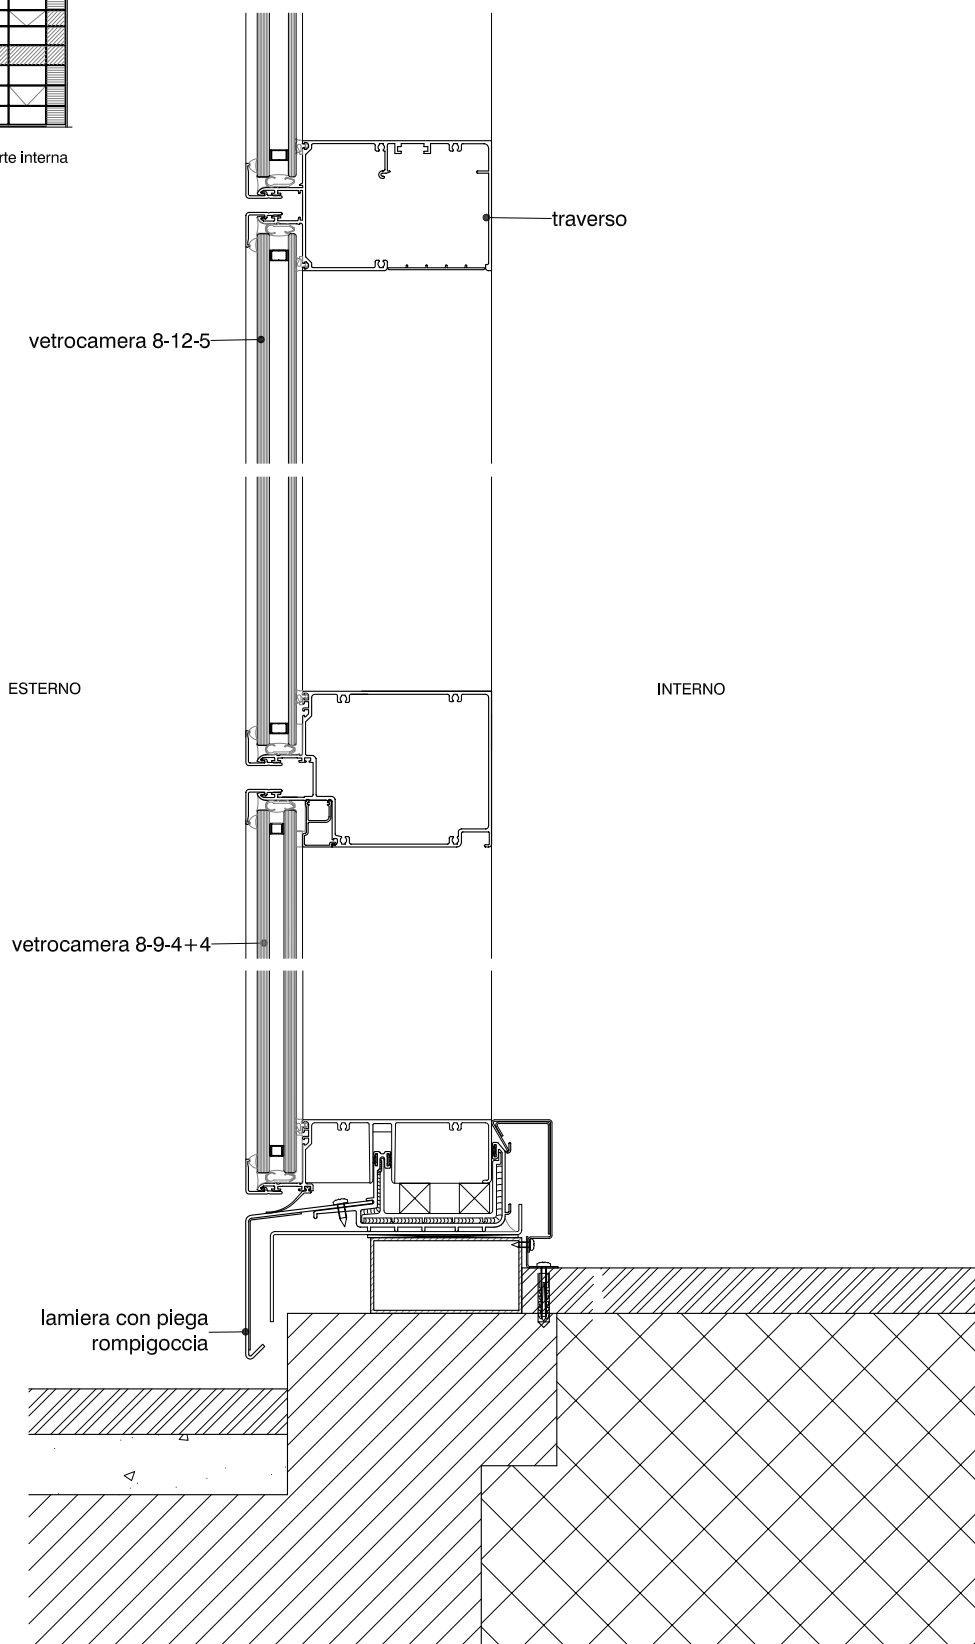 rte interna
traverso
vetrocamera 8-12-5
ESTERNO
INTERNO
vetrocamera 8-9-4+4
lamiera con piega
rompigoccia